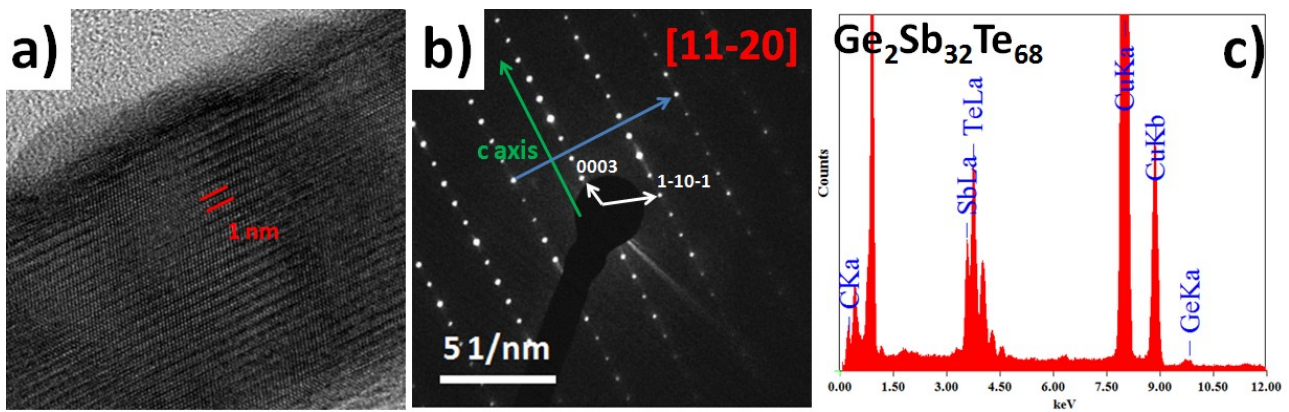 a)
1 nm
b)
[11-20]
c axis
0003
1-10-1
5 1/nm
Ge₂Sb₃₂Te₆₈
c)
Counts
CKa
SbLa
TeLa
CuKa
CuKb
GeKa
0.00 1.50 3.00 4.50 6.00 7.50 9.00 10.50 12.00
keV